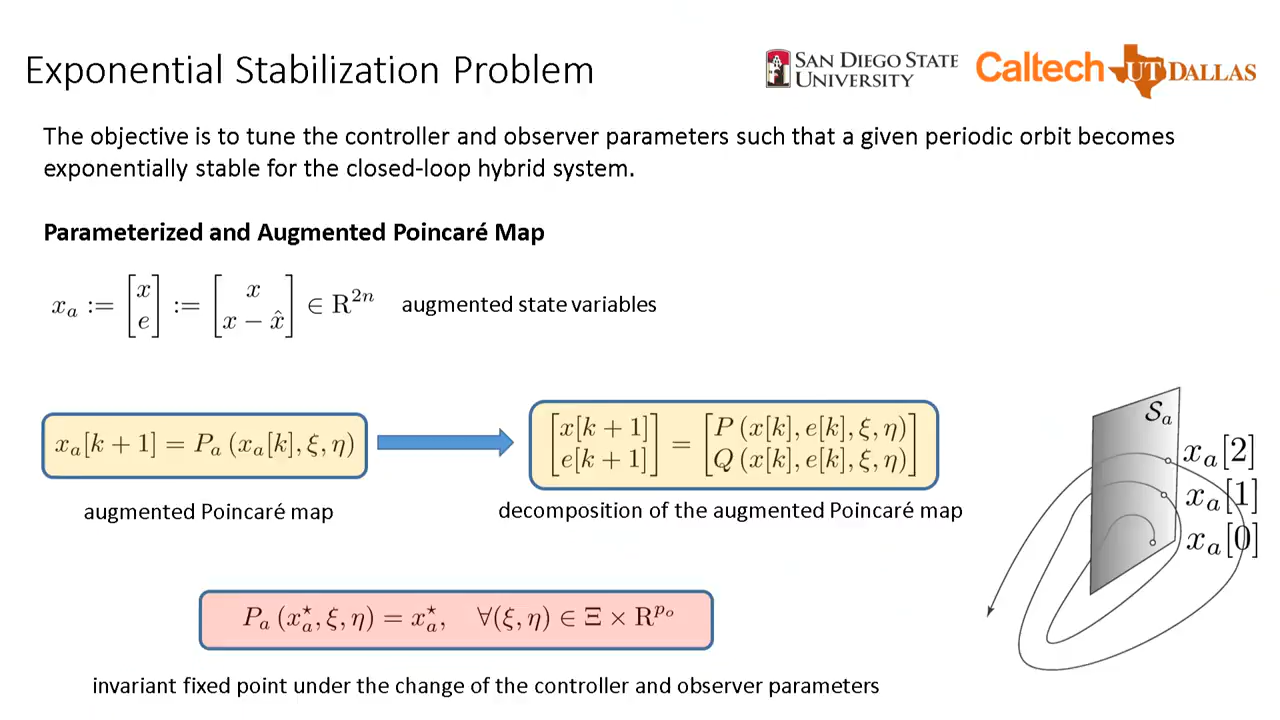 Exponential Stabilization Problem
SAN DIEGO STATE
UNIVERSITY
Caltech
UT DALLAS
The objective is to tune the controller and observer parameters such that a given periodic orbit becomes
exponentially stable for the closed-loop hybrid system.
Parameterized and Augmented Poincaré Map
x_a := [x; e] := [x; x − x̂] ∈ R^{2n} augmented state variables
x_a[k + 1] = P_a (x_a[k], ξ, η)
augmented Poincaré map
[x[k + 1]; e[k + 1]] = [P (x[k], e[k], ξ, η); Q (x[k], e[k], ξ, η)]
decomposition of the augmented Poincaré map
S_a
x_a[2]
x_a[1]
x_a[0]
P_a (x_a^⋆, ξ, η) = x_a^⋆, ∀(ξ, η) ∈ Ξ × R^{p_o}
invariant fixed point under the change of the controller and observer parameters